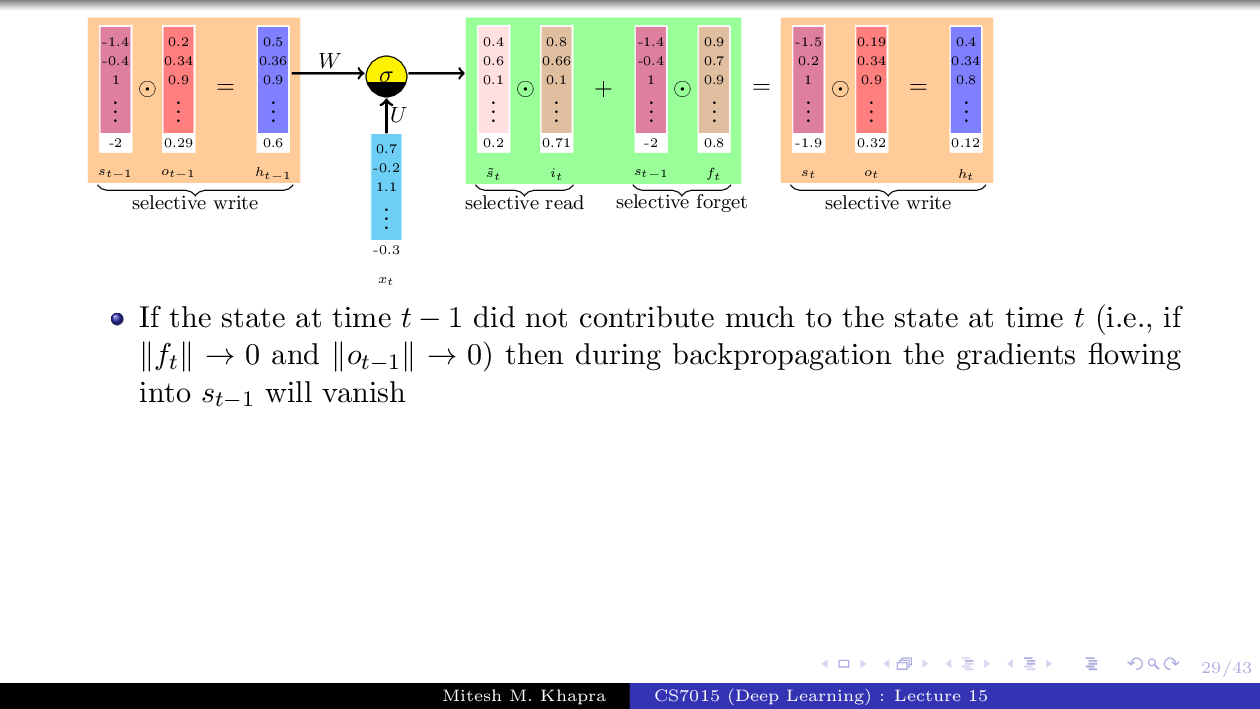 -1.4 0.2 0.5 0.4 0.8 -1.4 0.9 -1.5 0.19 0.4
-0.4 0.34 0.36 W 0.6 0.66 -0.4 0.7 0.2 0.34 0.34
1 ⊙ 0.9 = 0.9 σ 0.1 ⊙ 0.1 + 1 ⊙ 0.9 = 1 ⊙ 0.9 = 0.8
⋮ ⋮ ⋮ U ⋮ ⋮ ⋮ ⋮ ⋮ ⋮ ⋮
-2 0.29 0.6 0.2 0.71 -2 0.8 -1.9 0.32 0.12
s_{t−1} o_{t−1} h_{t−1} s̃_t i_t s_{t−1} f_t s_t o_t h_t
selective write selective read selective forget selective write
0.7
-0.2
1.1
⋮
-0.3
x_t
If the state at time t − 1 did not contribute much to the state at time t (i.e., if
‖f_t‖ → 0 and ‖o_{t−1}‖ → 0) then during backpropagation the gradients flowing
into s_{t−1} will vanish
29/43
Mitesh M. Khapra CS7015 (Deep Learning) : Lecture 15